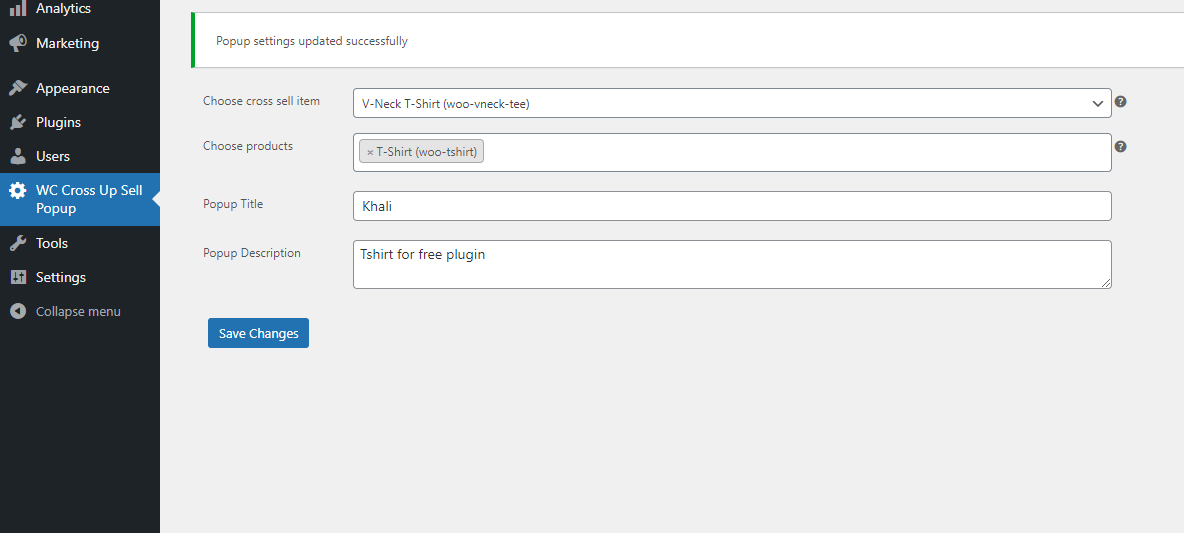 Analytics
Marketing
Appearance
Plugins
Users
WC Cross Up Sell
Popup
Tools
Settings
Collapse menu
Popup settings updated successfully
Choose cross sell item
V-Neck T-Shirt (woo-vneck-tee)
Choose products
× T-Shirt (woo-tshirt)
Popup Title
Khali
Popup Description
Tshirt for free plugin
Save Changes